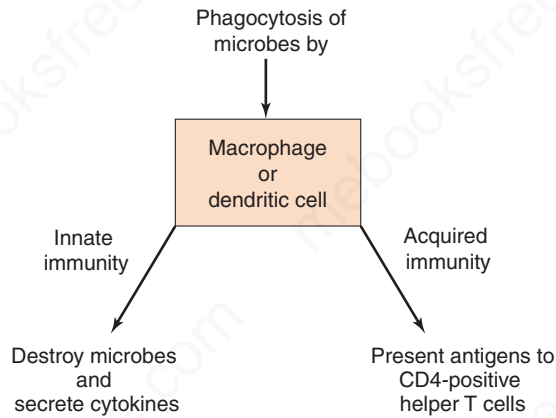 Phagocytosis of
microbes by
Macrophage
or
dendritic cell
Innate
immunity
Acquired
immunity
Destroy microbes
and
secrete cytokines
Present antigens to
CD4-positive
helper T cells